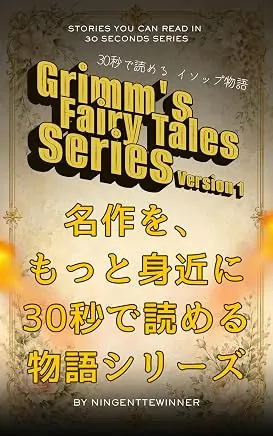 STORIES YOU CAN READ IN
30 SECONDS SERIES
30秒で読める イソップ物語
Grimm's
Fairy Tales
Series
Version 1
名作を、
もっと身近に
30秒で読める
物語シリーズ
BY NINGENTTEWINNER